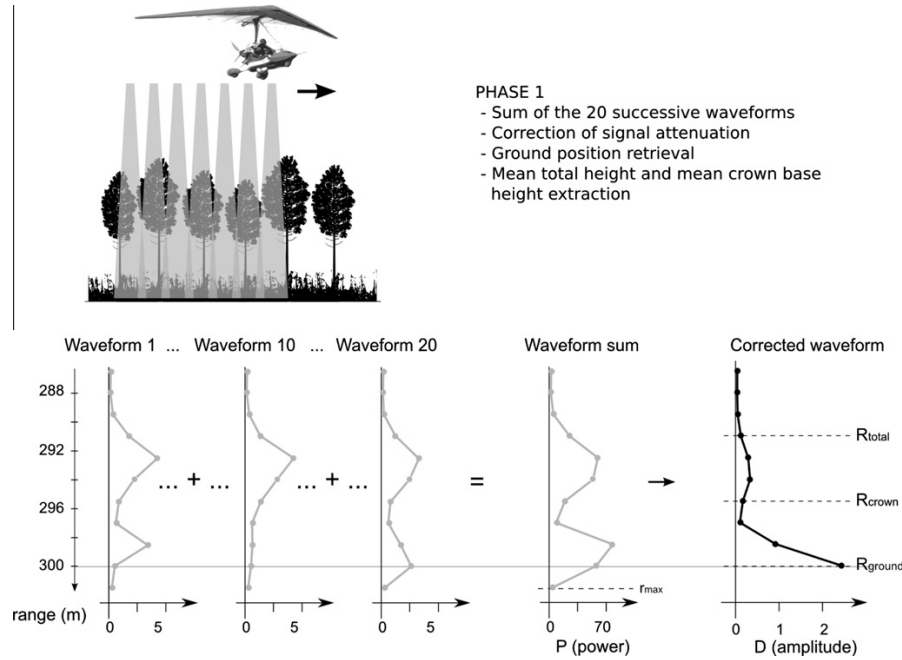 PHASE 1
- Sum of the 20 successive waveforms
- Correction of signal attenuation
- Ground position retrieval
- Mean total height and mean crown base
height extraction
Waveform 1 ... Waveform 10 ... Waveform 20 Waveform sum Corrected waveform
288
Rtotal
292
... + ... ... + ... =
Rcrown
296
300 Rground
rmax
range (m) 0 5 0 5 0 5 0 70 0 1 2
P (power) D (amplitude)